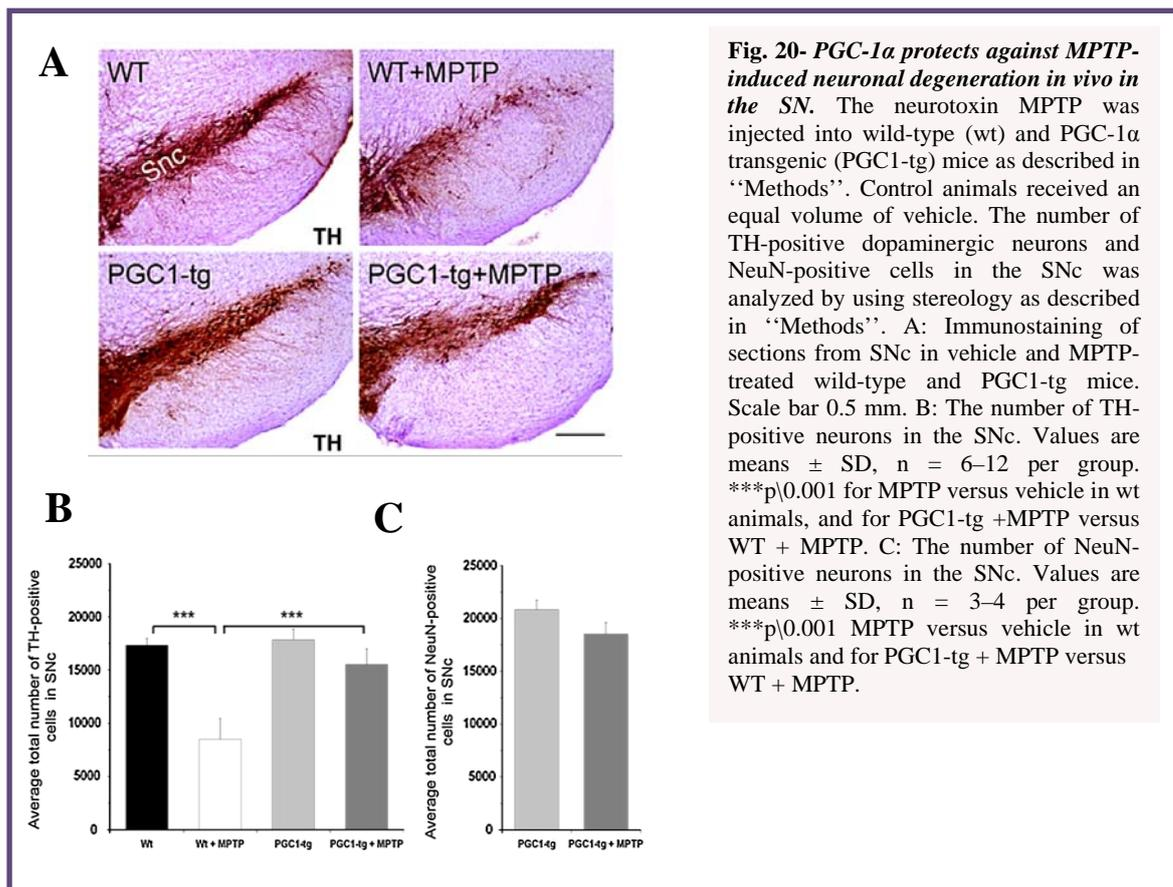 A
WT
WT+MPTP
Snc
TH
PGC1-tg
PGC1-tg+MPTP
TH
B
Average total number of TH-positive
cells in SNc
25000
20000
15000
10000
5000
0
***
***
Wt
Wt + MPTP
PGC1-tg
PGC1-tg + MPTP
C
Average total number of NeuN-positive
cells in SNc
25000
20000
15000
10000
5000
0
PGC1-tg
PGC1-tg + MPTP
Fig. 20- PGC-1α protects against MPTP-
induced neuronal degeneration in vivo in
the SN. The neurotoxin MPTP was
injected into wild-type (wt) and PGC-1α
transgenic (PGC1-tg) mice as described in
‘‘Methods’’. Control animals received an
equal volume of vehicle. The number of
TH-positive dopaminergic neurons and
NeuN-positive cells in the SNc was
analyzed by using stereology as described
in ‘‘Methods’’. A: Immunostaining of
sections from SNc in vehicle and MPTP-
treated wild-type and PGC1-tg mice.
Scale bar 0.5 mm. B: The number of TH-
positive neurons in the SNc. Values are
means ± SD, n = 6–12 per group.
***p\0.001 for MPTP versus vehicle in wt
animals, and for PGC1-tg +MPTP versus
WT + MPTP. C: The number of NeuN-
positive neurons in the SNc. Values are
means ± SD, n = 3–4 per group.
***p\0.001 MPTP versus vehicle in wt
animals and for PGC1-tg + MPTP versus
WT + MPTP.